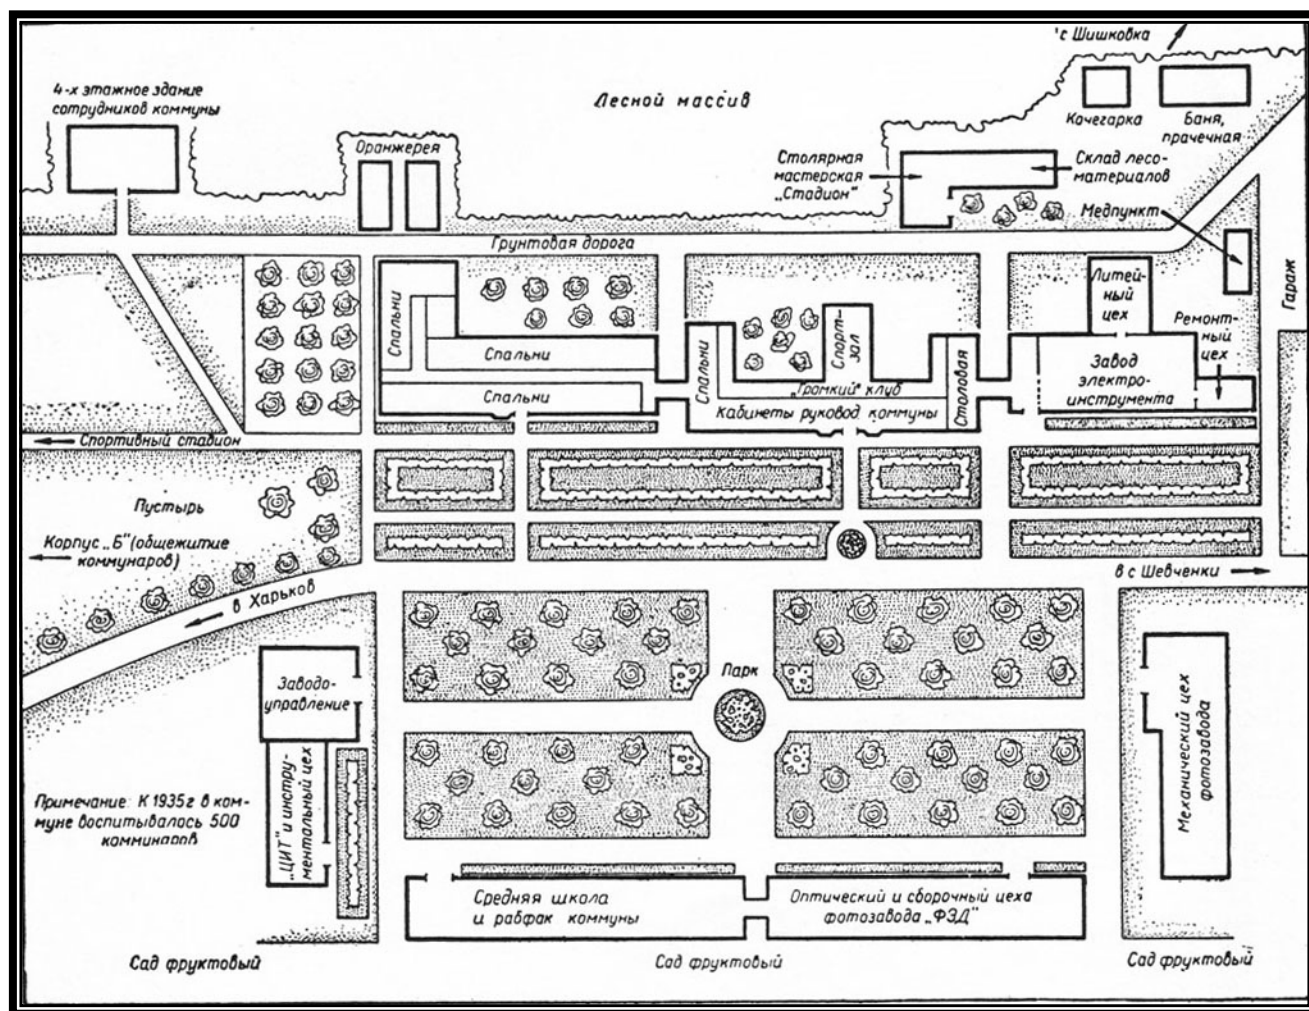 'с Шишковка
4-х этажное здание
сотрудников коммуны
Лесной массив
Кочегарка
Баня,
прачечная
Оранжерея
Столярная
мастерская
„Стадион"
Склад лесо-
материалов
Медпункт
Грунтовая дорога
Гараж
Литей-
ный
цех
Ремонт-
ный
цех
Спальни
Спальни
Спальни
Спальни
Спорт-
зал
„Громкий" клуб
Кабинеты руковод коммуны
Столовая
Завод
электро-
инструмента
Спортивный стадион
Пустырь
Корпус „Б" (общежитие
коммунаров)
в Харьков
в с Шевченки
Заводо-
управление
Парк
Механический цех
фотозавода
„ЦИТ" и инстру-
ментальный цех
Примечание: К 1935г в ком-
муне воспитывалось 500
коммунаров
Средняя школа
и рабфак коммуны
Оптический и сборочный цеха
фотозавода „ФЭД"
Сад фруктовый
Сад фруктовый
Сад фруктовый